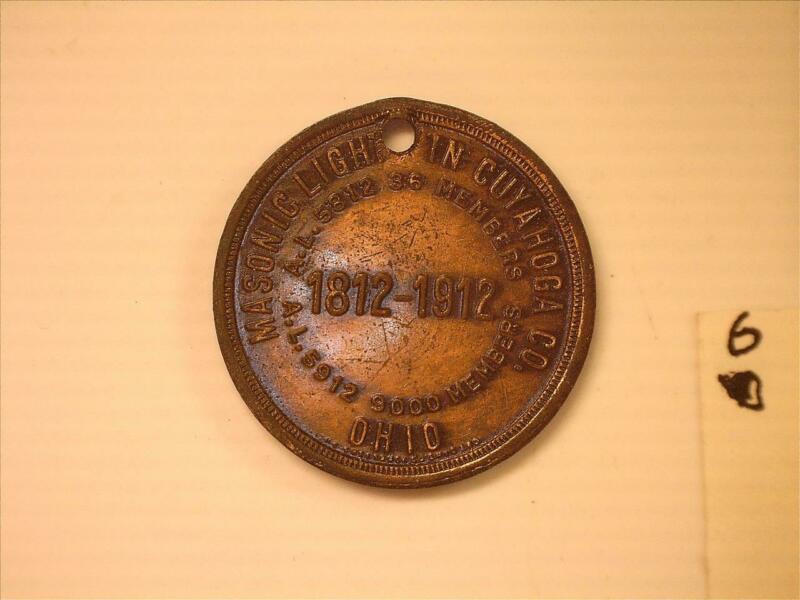 MASONIC LIGHT IN CUYAHOGA CO.
A.L. 5812 36 MEMBERS
1812-1912
A.L. 5912 9000 MEMBERS
OHIO
6